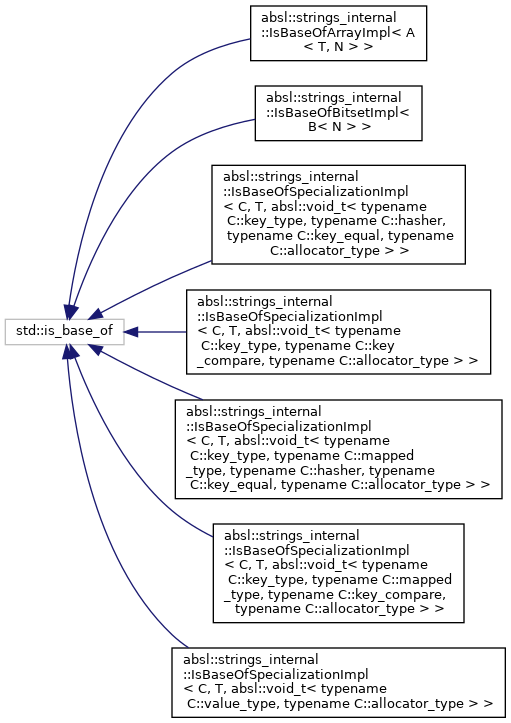 absl::strings_internal
::IsBaseOfArrayImpl< A
< T, N > >
absl::strings_internal
::IsBaseOfBitsetImpl<
B< N > >
absl::strings_internal
::IsBaseOfSpecializationImpl
< C, T, absl::void_t< typename
C::key_type, typename C::hasher,
typename C::key_equal, typename
C::allocator_type > >
std::is_base_of
absl::strings_internal
::IsBaseOfSpecializationImpl
< C, T, absl::void_t< typename
C::key_type, typename C::key
_compare, typename C::allocator_type > >
absl::strings_internal
::IsBaseOfSpecializationImpl
< C, T, absl::void_t< typename
C::key_type, typename C::mapped
_type, typename C::hasher, typename
C::key_equal, typename C::allocator_type > >
absl::strings_internal
::IsBaseOfSpecializationImpl
< C, T, absl::void_t< typename
C::key_type, typename C::mapped
_type, typename C::key_compare,
typename C::allocator_type > >
absl::strings_internal
::IsBaseOfSpecializationImpl
< C, T, absl::void_t< typename
C::value_type, typename C::allocator_type > >